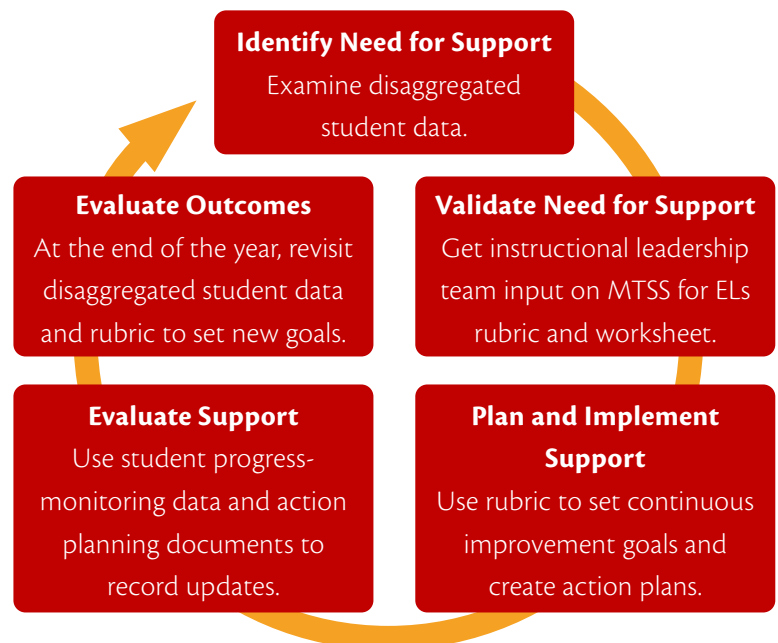 Identify Need for Support
Examine disaggregated
student data.
Validate Need for Support
Get instructional leadership
team input on MTSS for ELs
rubric and worksheet.
Plan and Implement
Support
Use rubric to set continuous
improvement goals and
create action plans.
Evaluate Support
Use student progress-
monitoring data and action
planning documents to
record updates.
Evaluate Outcomes
At the end of the year, revisit
disaggregated student data
and rubric to set new goals.